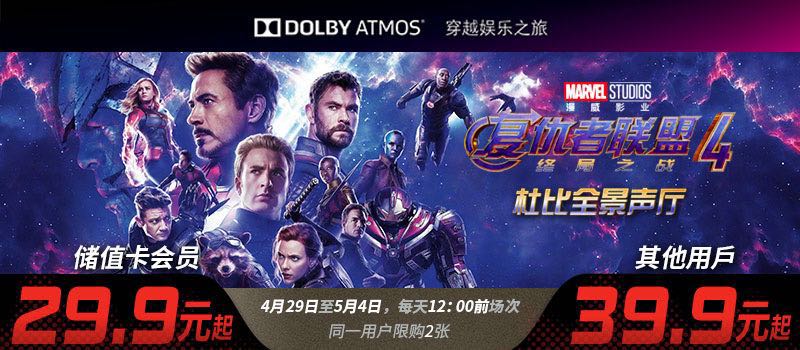 DOLBY ATMOS® 穿越娱乐之旅
MARVEL STUDIOS
漫威影业
复仇者联盟4
终局之战
杜比全景声厅
储值卡会员
其他用戶
29.9元起
4月29日至5月4日，每天12：00前场次
同一用户限购2张
39.9元起